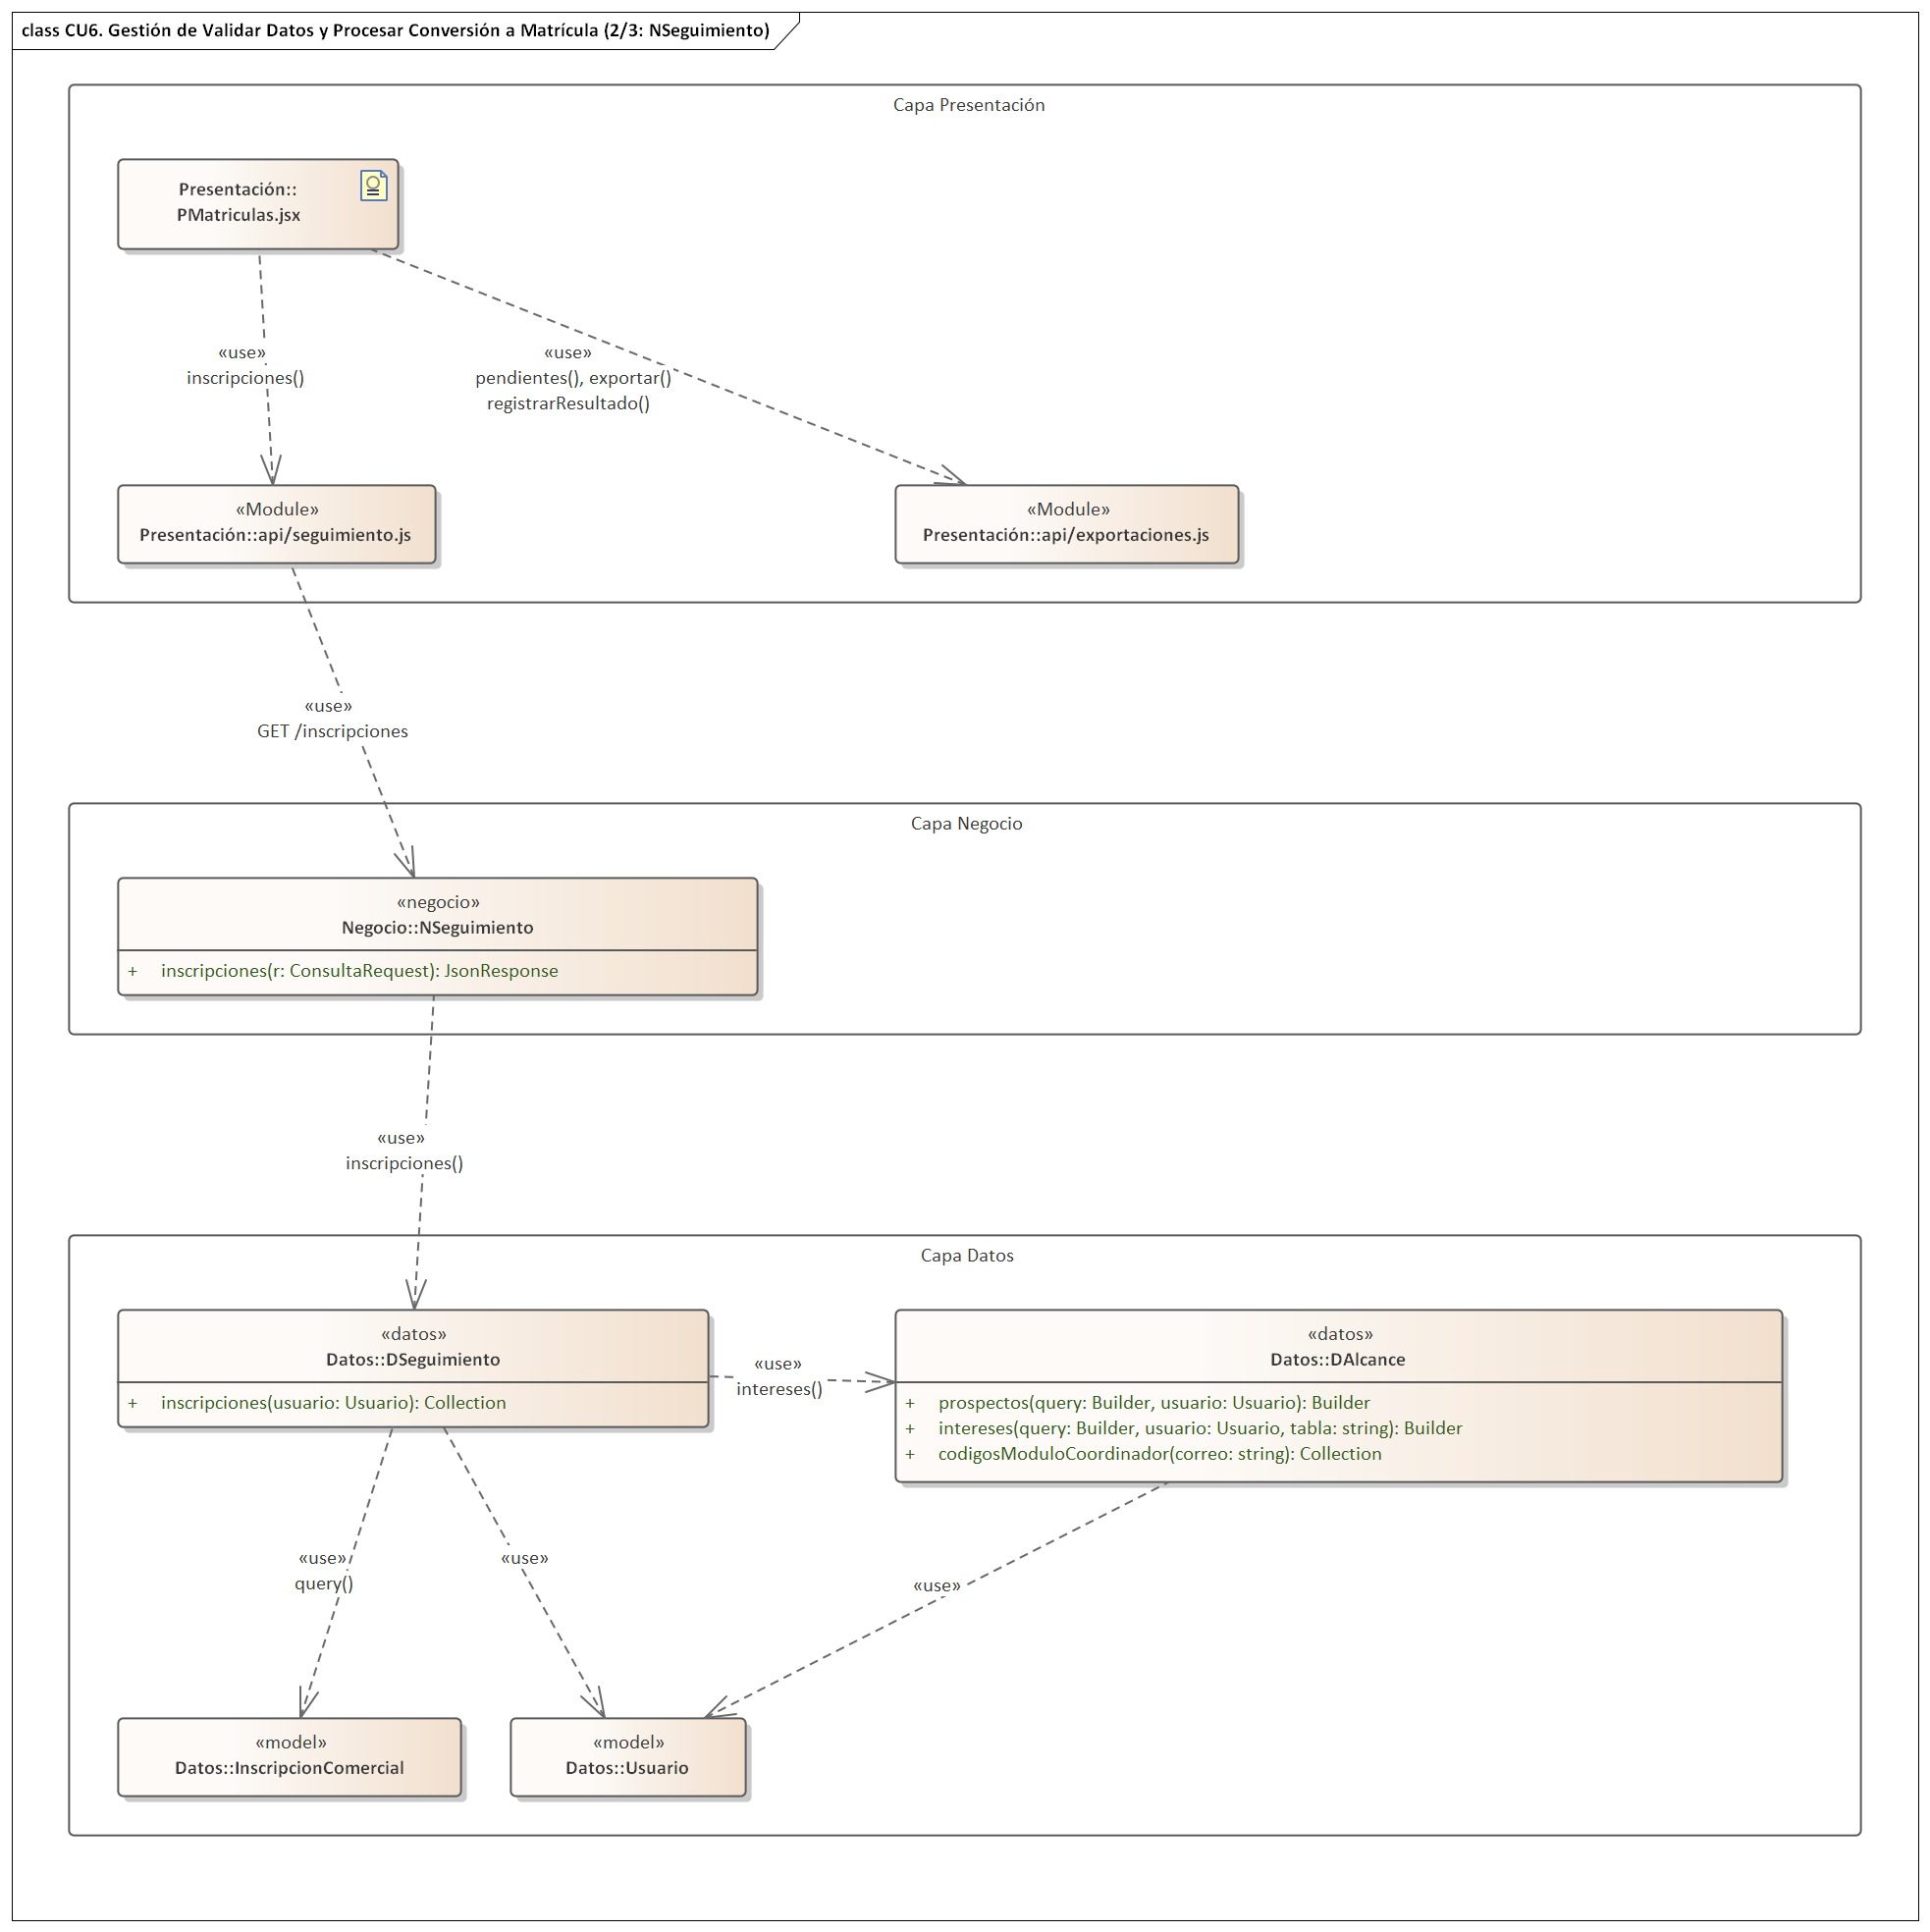 class CU6. Gestión de Validar Datos y Procesar Conversión a Matrícula (2/3: NSeguimiento)
Capa Presentación
Presentación::
PMatriculas.jsx
«use»
inscripciones()
«use»
pendientes(), exportar()
registrarResultado()
«Module»
Presentación::api/seguimiento.js
«Module»
Presentación::api/exportaciones.js
«use»
GET /inscripciones
Capa Negocio
«negocio»
Negocio::NSeguimiento
+ inscripciones(r: ConsultaRequest): JsonResponse
«use»
inscripciones()
Capa Datos
«datos»
Datos::DSeguimiento
+ inscripciones(usuario: Usuario): Collection
«use»
intereses()
«datos»
Datos::DAlcance
+ prospectos(query: Builder, usuario: Usuario): Builder
+ intereses(query: Builder, usuario: Usuario, tabla: string): Builder
+ codigosModuloCoordinador(correo: string): Collection
«use»
query()
«use»
«use»
«model»
Datos::InscripcionComercial
«model»
Datos::Usuario